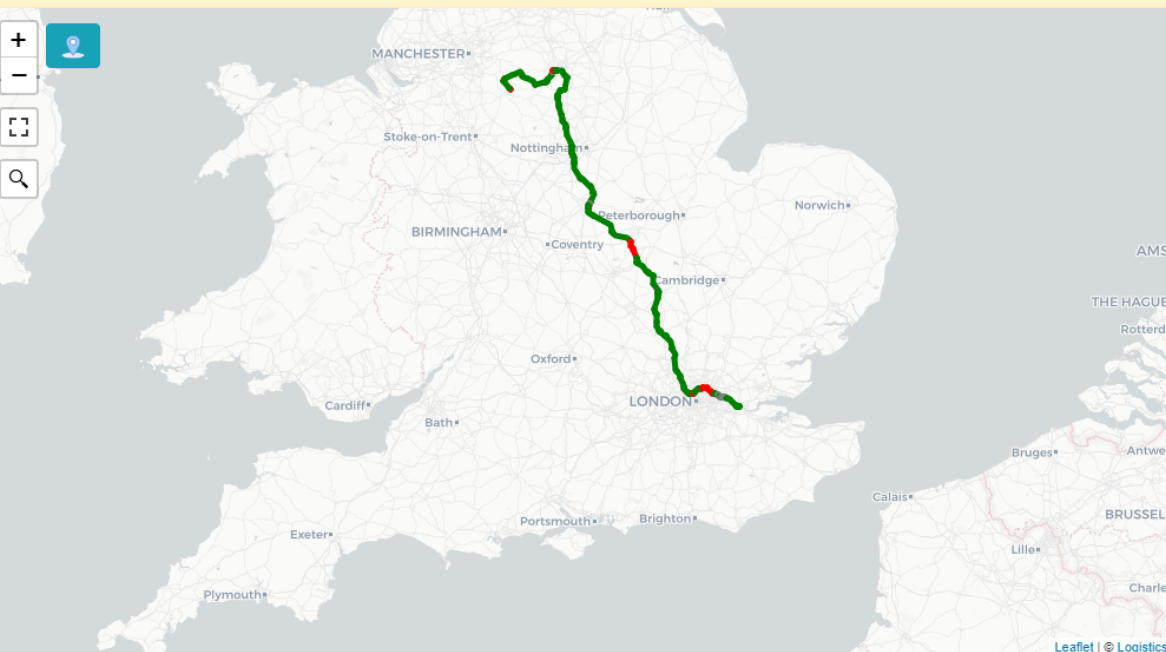 +
−
MANCHESTER
Stoke-on-Trent
Nottingham
Norwich
Peterborough
BIRMINGHAM
Coventry
AMS
Cambridge
THE HAGUE
Rotterd
Oxford
LONDON
Cardiff
Bath
Bruges
Antwe
Calais
BRUSSEL
Portsmouth
Brighton
Exeter
Lille
Charle
Plymouth
Leaflet | © Logistics